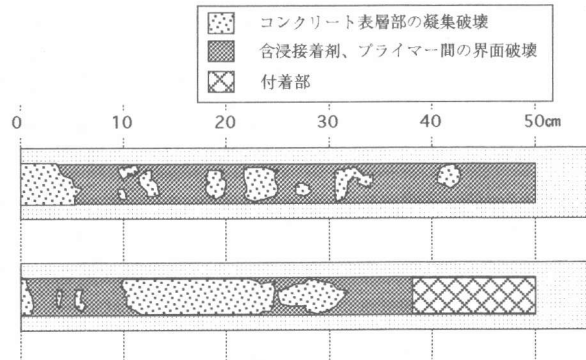 コンクリート表層部の凝集破壊
含浸接着剤、プライマー間の界面破壊
付着部
0 10 20 30 40 50cm